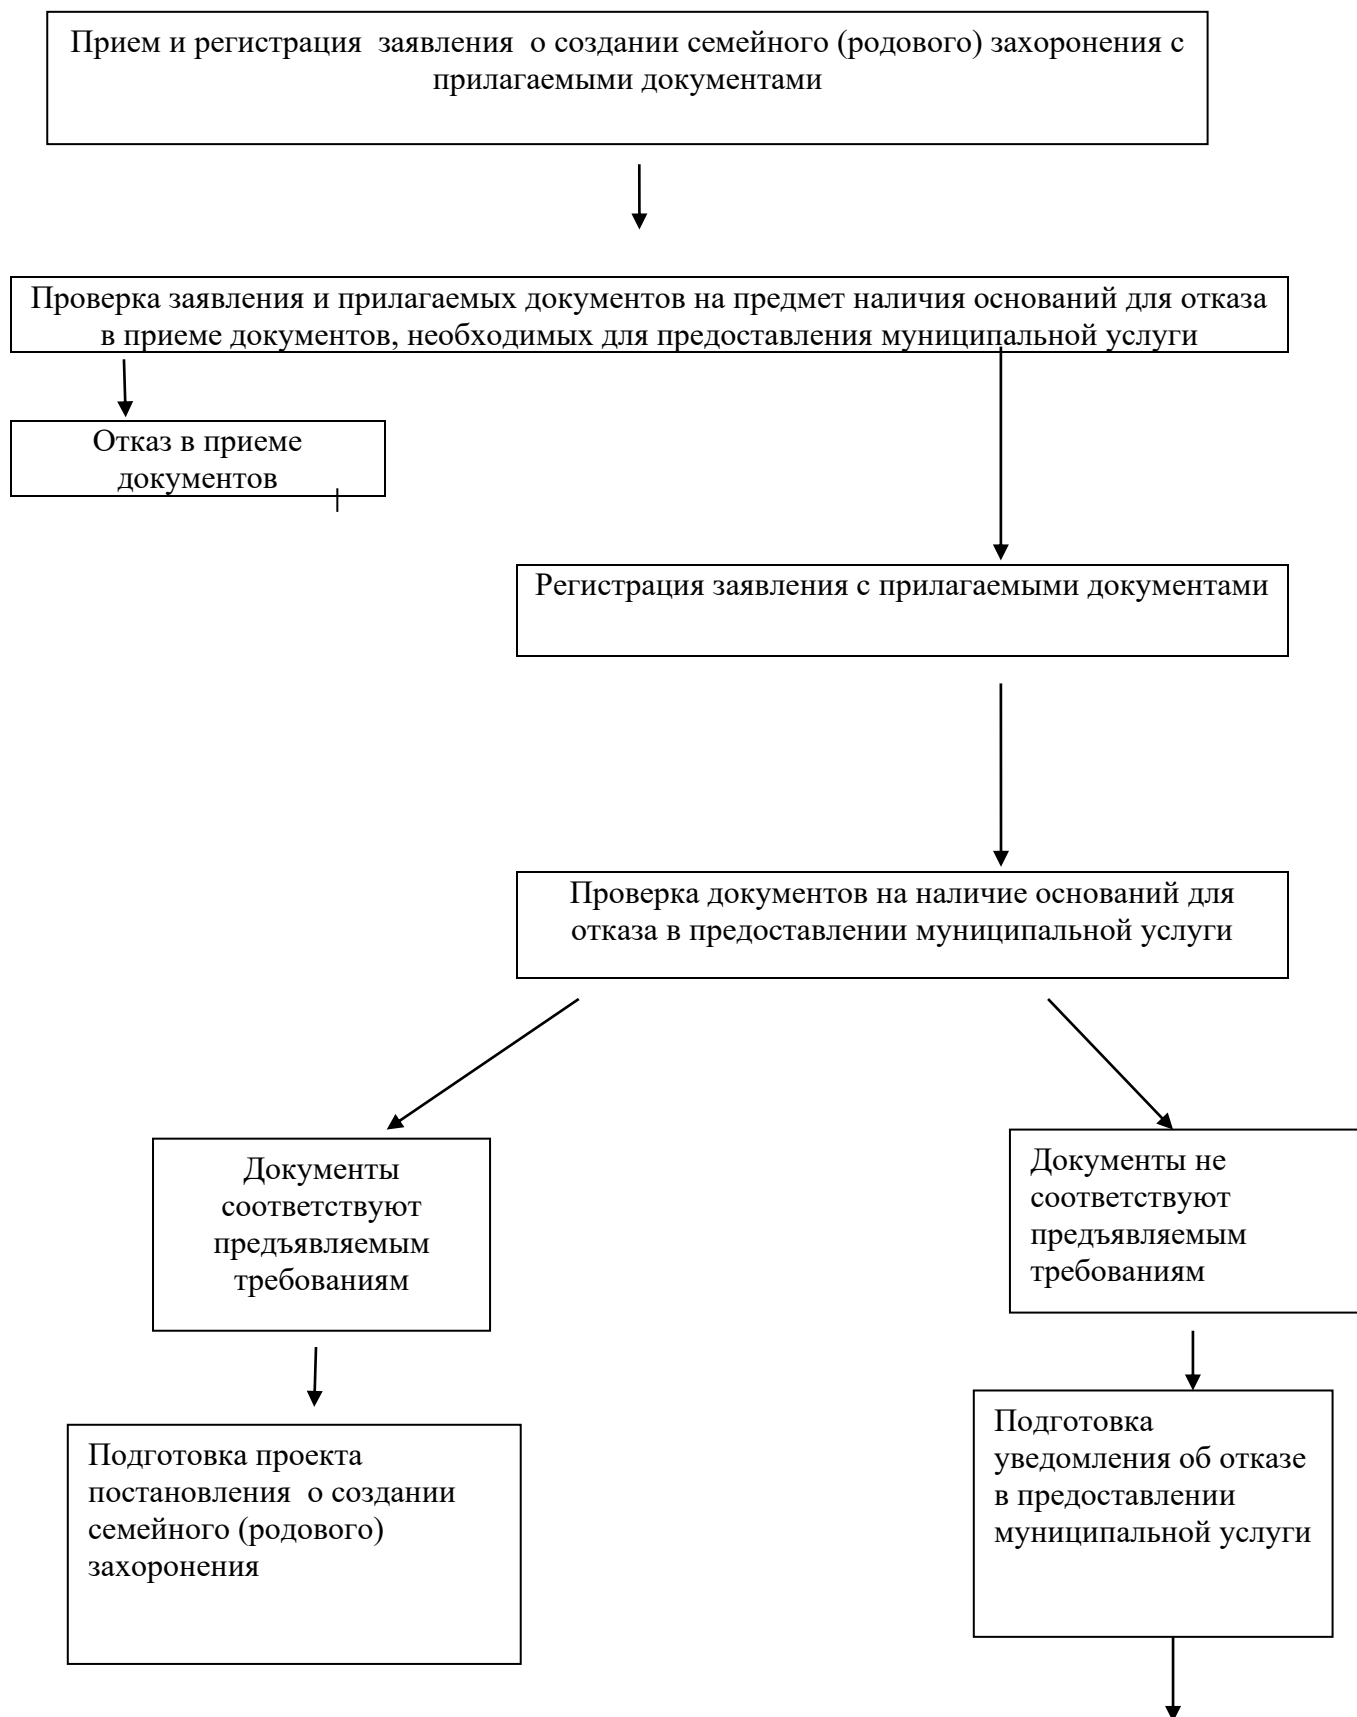 Прием и регистрация  заявления  о создании семейного (родового) захоронения с
прилагаемыми документами
Проверка заявления и прилагаемых документов на предмет наличия оснований для отказа
в приеме документов, необходимых для предоставления муниципальной услуги
Отказ в приеме
документов
Регистрация заявления с прилагаемыми документами
Проверка документов на наличие оснований для
отказа в предоставлении муниципальной услуги
Документы
соответствуют
предъявляемым
требованиям
Документы не
соответствуют
предъявляемым
требованиям
Подготовка проекта
постановления  о создании
семейного (родового)
захоронения
Подготовка
уведомления об отказе
в предоставлении
муниципальной услуги